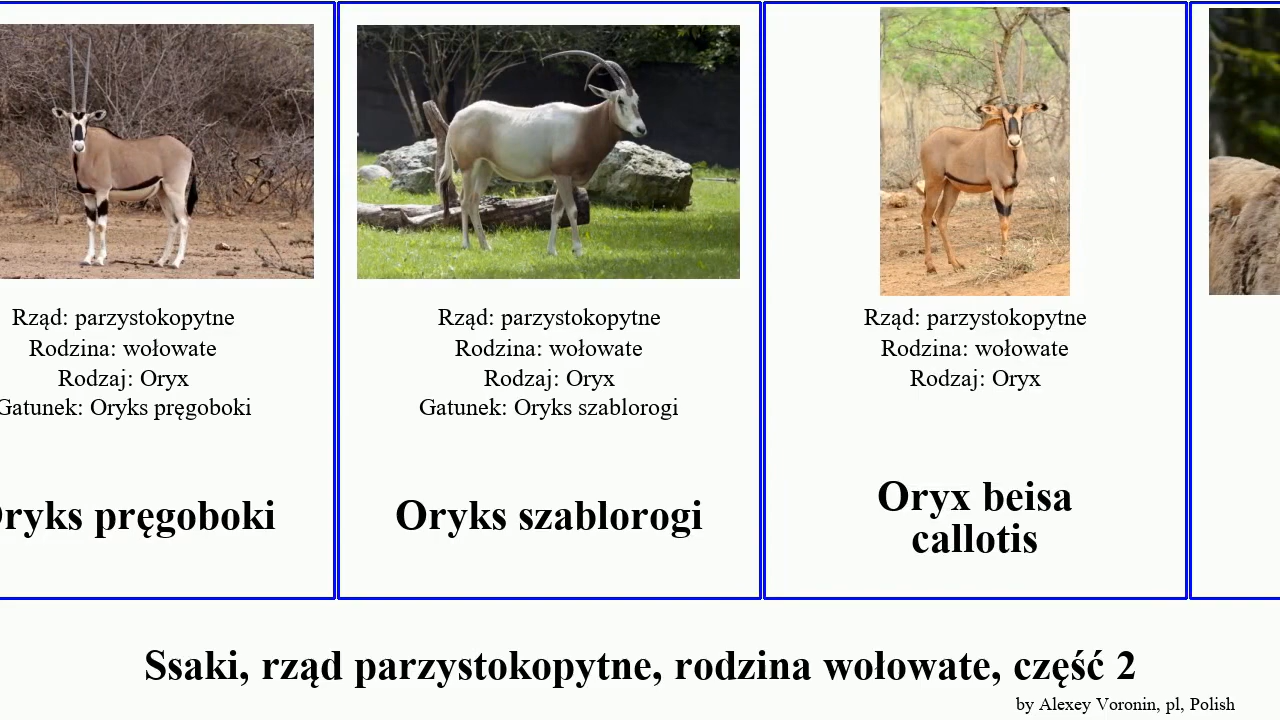 Rząd: parzystokopytne
Rodzina: wołowate
Rodzaj: Oryx
Gatunek: Oryks pręgoboki
ryks pręgoboki
Rząd: parzystokopytne
Rodzina: wołowate
Rodzaj: Oryx
Gatunek: Oryks szablorogi
Oryks szablorogi
Rząd: parzystokopytne
Rodzina: wołowate
Rodzaj: Oryx
Oryx beisa
callotis
Ssaki, rząd parzystokopytne, rodzina wołowate, część 2
by Alexey Voronin, pl, Polish